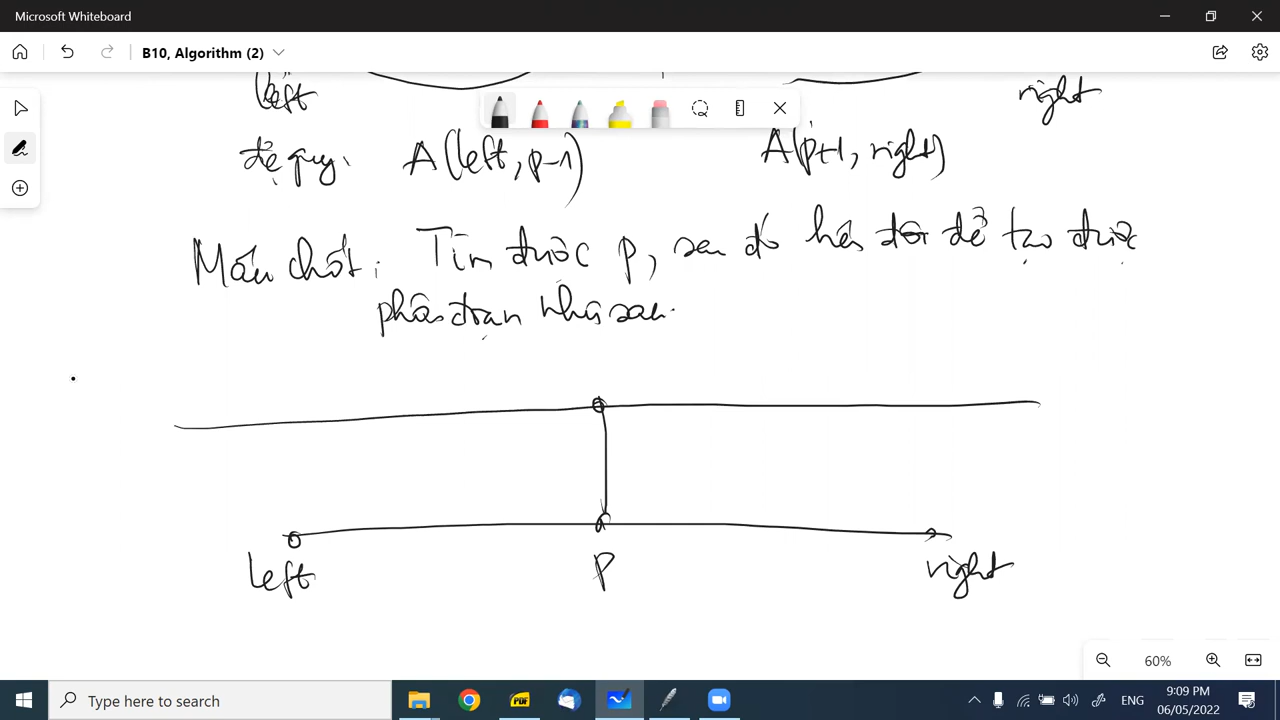 Microsoft Whiteboard
B10, Algorithm (2)
left right
đệ quy: A(left, p-1) A(p+1, right)
Mấu chốt: Tìm được p, sau đó hoán đổi để tạo được
phân đoạn như sau:
left p right
60%
Type here to search
PDF
ENG
9:09 PM
06/05/2022